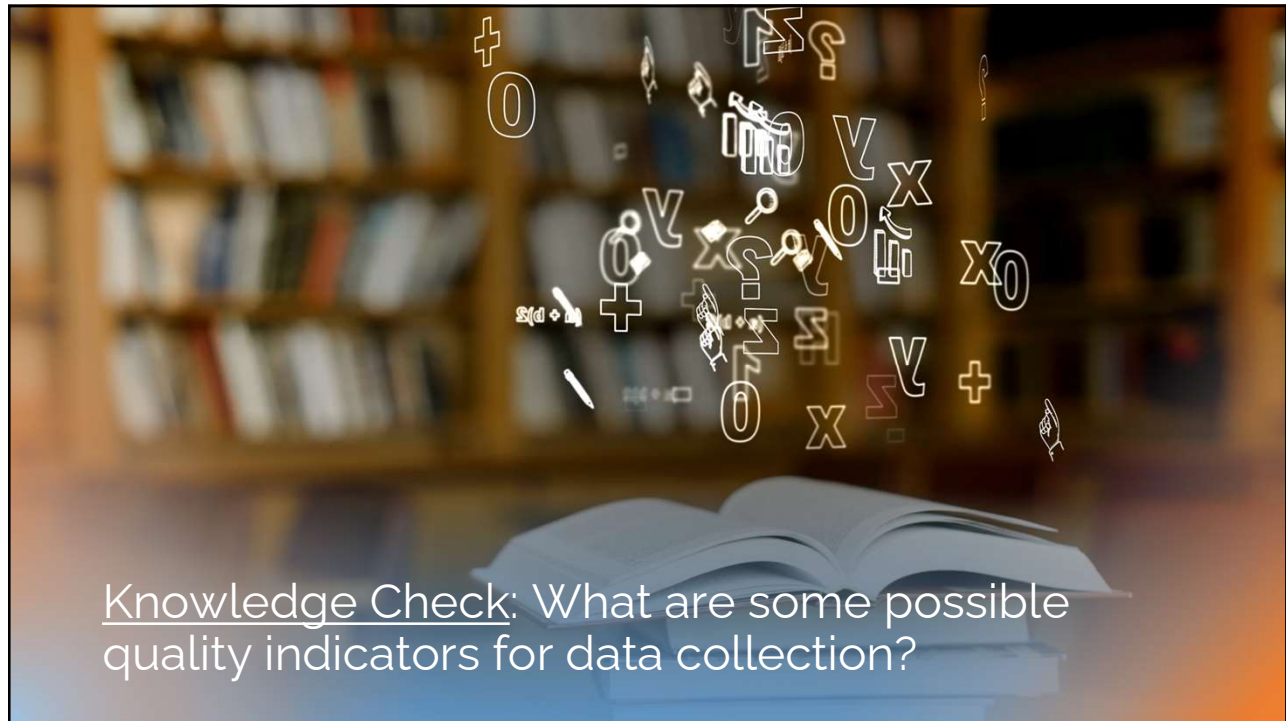 Knowledge Check: What are some possible
quality indicators for data collection?